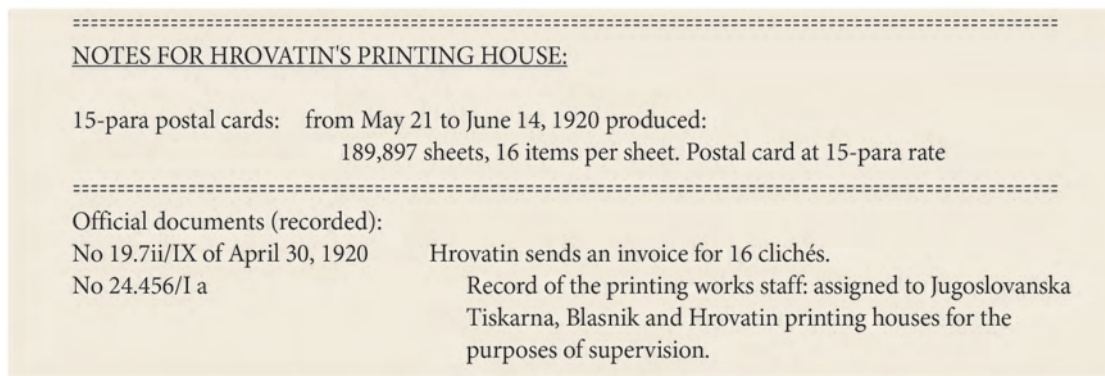 ==========================================================================================
NOTES FOR HROVATIN'S PRINTING HOUSE:
15-para postal cards: from May 21 to June 14, 1920 produced:
189,897 sheets, 16 items per sheet. Postal card at 15-para rate
==========================================================================================
Official documents (recorded):
No 19.7ii/IX of April 30, 1920 Hrovatin sends an invoice for 16 clichés.
No 24.456/I a Record of the printing works staff: assigned to Jugoslovanska
Tiskarna, Blasnik and Hrovatin printing houses for the
purposes of supervision.